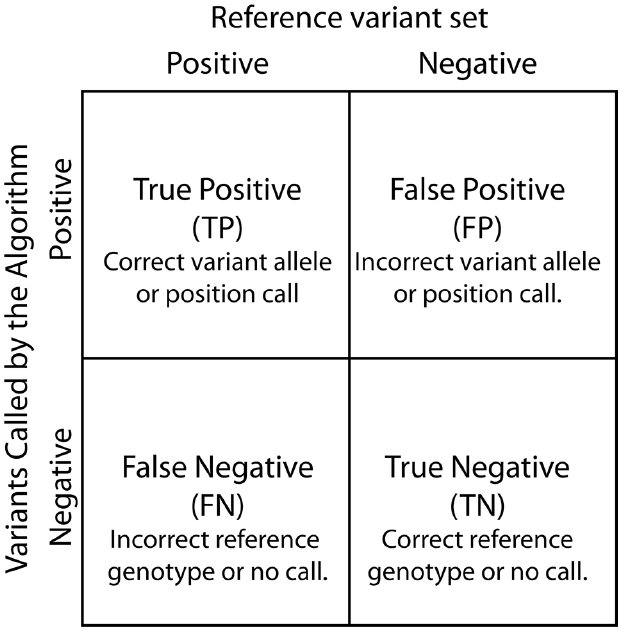 Reference variant set
Positive
Negative
Variants Called by the Algorithm
Positive
True Positive
(TP)
Correct variant allele
or position call
False Positive
(FP)
Incorrect variant allele
or position call.
Negative
False Negative
(FN)
Incorrect reference
genotype or no call.
True Negative
(TN)
Correct reference
genotype or no call.